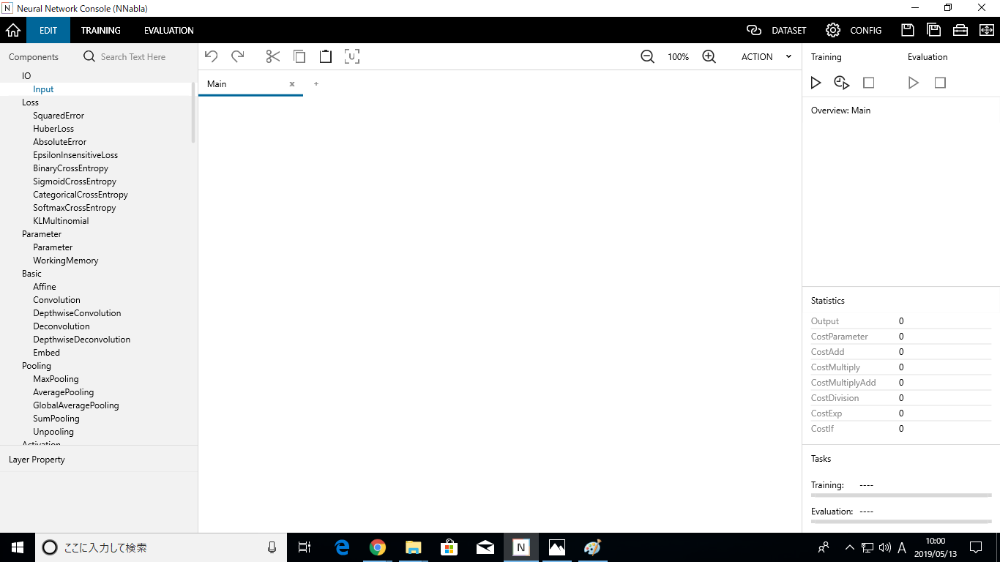 N Neural Network Console (NNabla)
EDIT TRAINING EVALUATION DATASET CONFIG
Components Search Text Here
IO
Input
Loss
SquaredError
HuberLoss
AbsoluteError
EpsilonInsensitiveLoss
BinaryCrossEntropy
SigmoidCrossEntropy
CategoricalCrossEntropy
SoftmaxCrossEntropy
KLMultinomial
Parameter
Parameter
WorkingMemory
Basic
Affine
Convolution
DepthwiseConvolution
Deconvolution
DepthwiseDeconvolution
Embed
Pooling
MaxPooling
AveragePooling
GlobalAveragePooling
SumPooling
Unpooling
Activation
Layer Property
100% ACTION
Main x +
Training Evaluation
Overview: Main
Statistics
Output 0
CostParameter 0
CostAdd 0
CostMultiply 0
CostMultiplyAdd 0
CostDivision 0
CostExp 0
CostIf 0
Tasks
Training: ----
Evaluation: ----
ここに入力して検索
N
A
10:00
2019/05/13